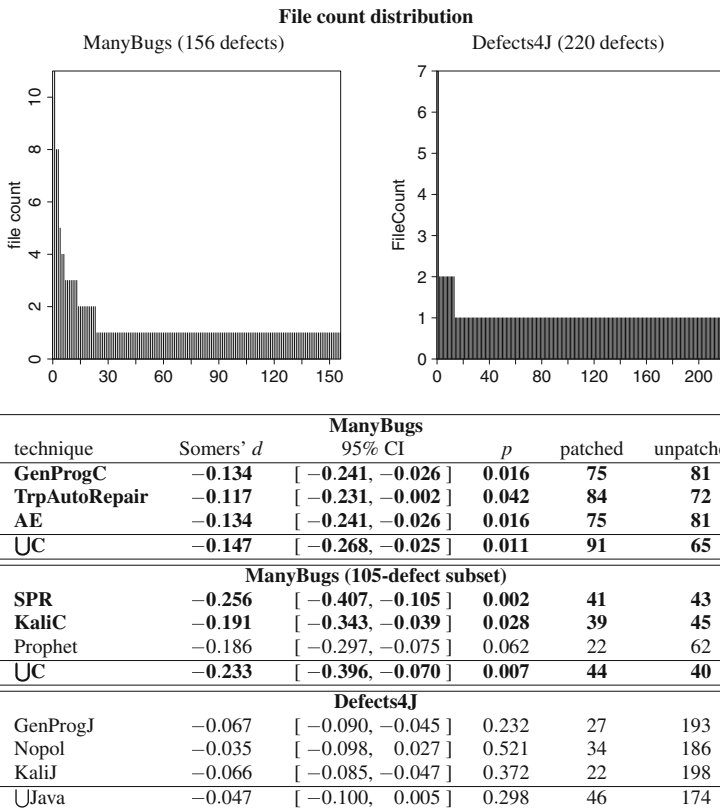 File count distribution
ManyBugs (156 defects)
Defects4J (220 defects)
file count
0 2 4 6 8 10
0 30 60 90 120 150
FileCount
0 1 2 3 4 5 6 7
0 40 80 120 160 200
ManyBugs
technique Somers' d 95% CI p patched unpatche
GenProgC −0.134 [ −0.241, −0.026 ] 0.016 75 81
TrpAutoRepair −0.117 [ −0.231, −0.002 ] 0.042 84 72
AE −0.134 [ −0.241, −0.026 ] 0.016 75 81
⋃C −0.147 [ −0.268, −0.025 ] 0.011 91 65
ManyBugs (105-defect subset)
SPR −0.256 [ −0.407, −0.105 ] 0.002 41 43
KaliC −0.191 [ −0.343, −0.039 ] 0.028 39 45
Prophet −0.186 [ −0.297, −0.075 ] 0.062 22 62
⋃C −0.233 [ −0.396, −0.070 ] 0.007 44 40
Defects4J
GenProgJ −0.067 [ −0.090, −0.045 ] 0.232 27 193
Nopol −0.035 [ −0.098, 0.027 ] 0.521 34 186
KaliJ −0.066 [ −0.085, −0.047 ] 0.372 22 198
⋃Java −0.047 [ −0.100, 0.005 ] 0.298 46 174